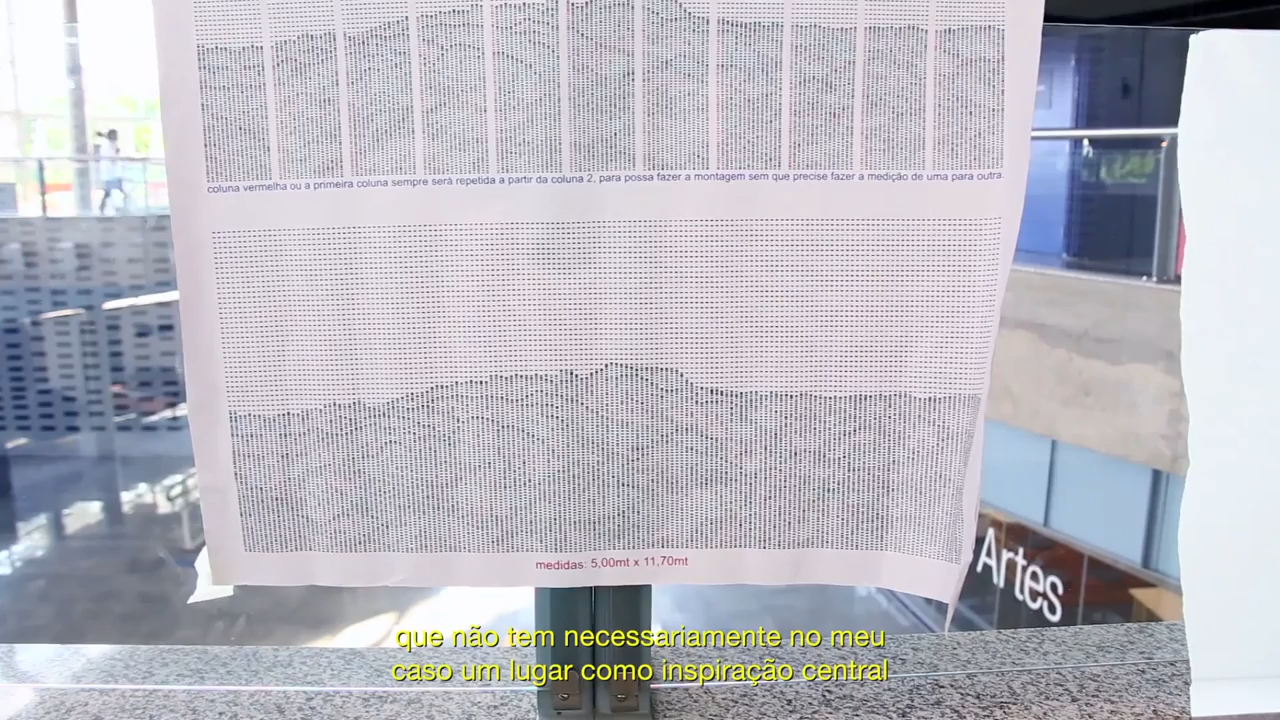 coluna vermelha ou a primeira coluna sempre será repetida a partir da coluna 2, para possa fazer a montagem sem que precise fazer a medição de uma para outra.
medidas: 5,00mt x 11,70mt
Artes
que não tem necessariamente no meu
caso um lugar como inspiração central